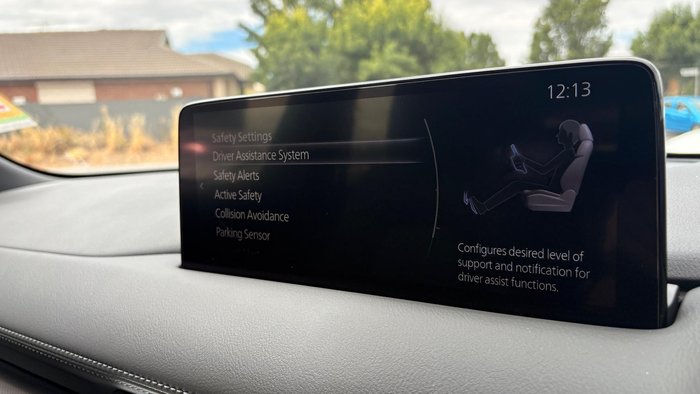 12:13
Safety Settings
Driver Assistance System
Safety Alerts
Active Safety
Collision Avoidance
Parking Sensor
Configures desired level of
support and notification for
driver assist functions.